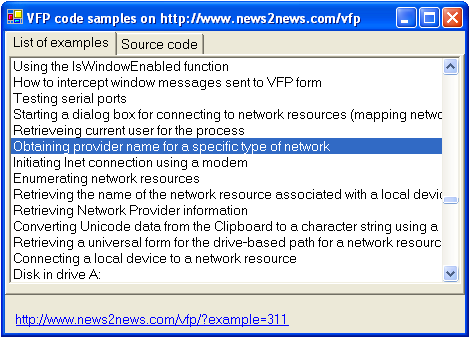 VFP code samples on http://www.news2news.com/vfp
List of examples
Source code
Using the IsWindowEnabled function
How to intercept window messages sent to VFP form
Testing serial ports
Starting a dialog box for connecting to network resources (mapping netwo
Retrieveing current user for the process
Obtaining provider name for a specific type of network
Initiating Inet connection using a modem
Enumerating network resources
Retrieving the name of the network resource associated with a local devic
Retrieving Network Provider information
Converting Unicode data from the Clipboard to a character string using a
Retrieving a universal form for the drive-based path for a network resourc
Connecting a local device to a network resource
Disk in drive A:
http://www.news2news.com/vfp/?example=311